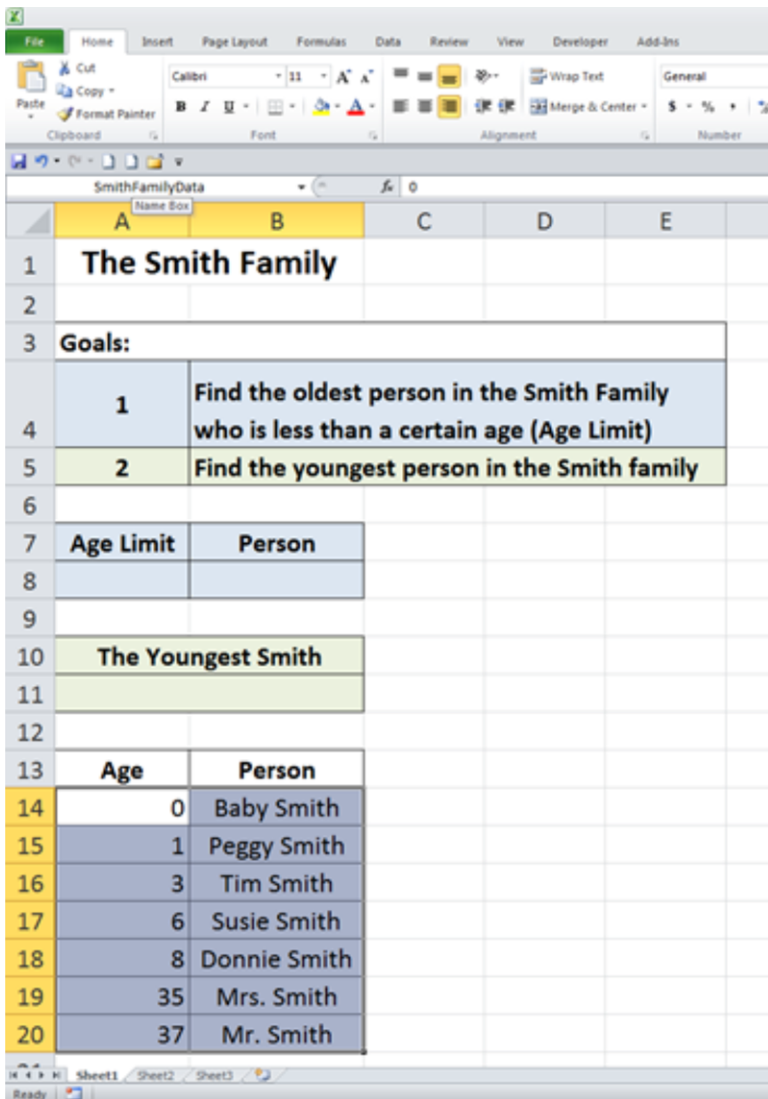 File Home Insert Page Layout Formulas Data Review View Developer Add-Ins
Cut
Calibri 11 A A Wrap Text General
Copy
Paste
Format Painter B I U A Merge & Center $ % ,
Clipboard Font Alignment Number
SmithFamilyData fx 0
Name Box
A B C D E
1 The Smith Family
2
3 Goals:
4 1 Find the oldest person in the Smith Family
who is less than a certain age (Age Limit)
5 2 Find the youngest person in the Smith family
6
7 Age Limit Person
8
9
10 The Youngest Smith
11
12
13 Age Person
14 0 Baby Smith
15 1 Peggy Smith
16 3 Tim Smith
17 6 Susie Smith
18 8 Donnie Smith
19 35 Mrs. Smith
20 37 Mr. Smith
Sheet1 Sheet2 Sheet3
Ready